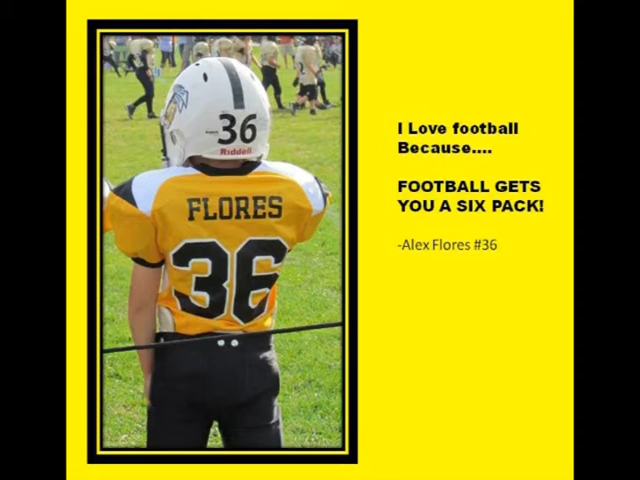 36
Riddell
FLORES
36
I Love football
Because....
FOOTBALL GETS
YOU A SIX PACK!
-Alex Flores #36